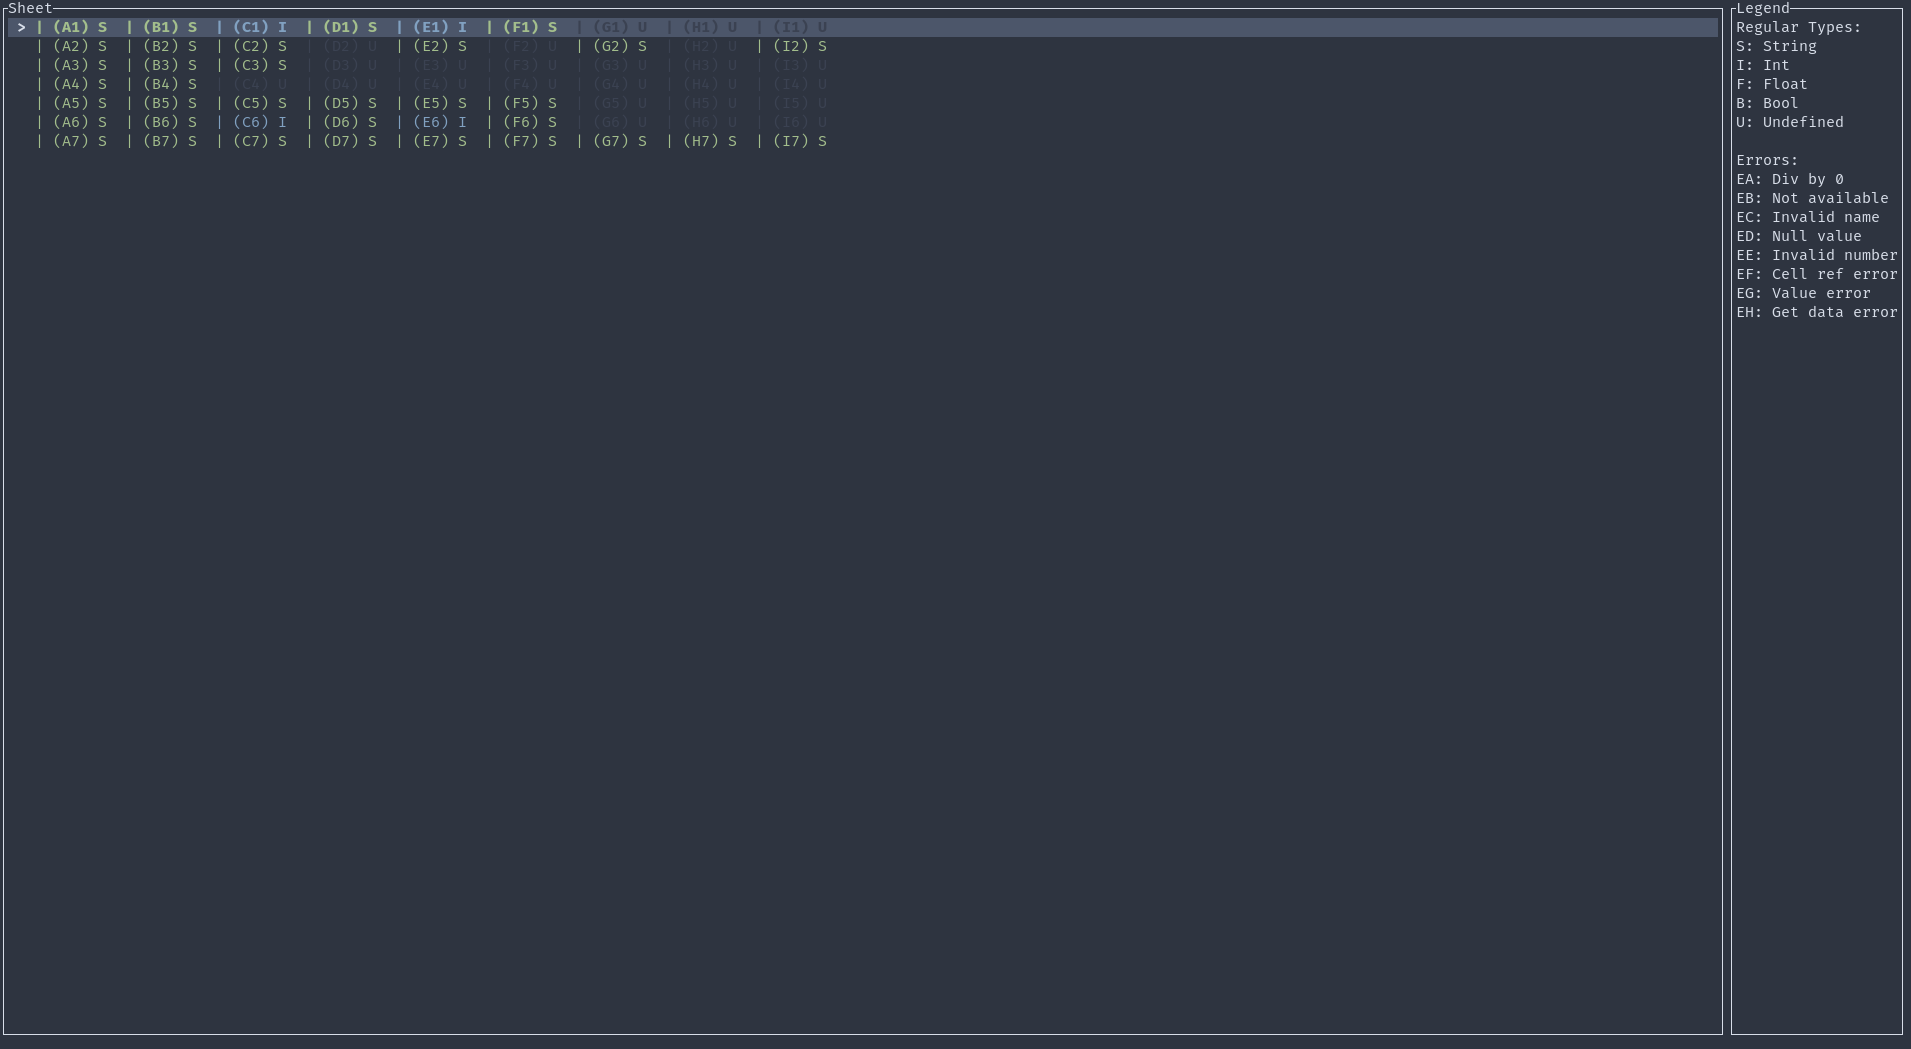 Sheet
> | (A1) S  | (B1) S  | (C1) I  | (D1) S  | (E1) I  | (F1) S  | (G1) U  | (H1) U  | (I1) U
| (A2) S  | (B2) S  | (C2) S  | (D2) U  | (E2) S  | (F2) U  | (G2) S  | (H2) U  | (I2) S
| (A3) S  | (B3) S  | (C3) S  | (D3) U  | (E3) U  | (F3) U  | (G3) U  | (H3) U  | (I3) U
| (A4) S  | (B4) S  | (C4) U  | (D4) U  | (E4) U  | (F4) U  | (G4) U  | (H4) U  | (I4) U
| (A5) S  | (B5) S  | (C5) S  | (D5) S  | (E5) S  | (F5) S  | (G5) U  | (H5) U  | (I5) U
| (A6) S  | (B6) S  | (C6) I  | (D6) S  | (E6) I  | (F6) S  | (G6) U  | (H6) U  | (I6) U
| (A7) S  | (B7) S  | (C7) S  | (D7) S  | (E7) S  | (F7) S  | (G7) S  | (H7) S  | (I7) S
Legend
Regular Types:
S: String
I: Int
F: Float
B: Bool
U: Undefined
Errors:
EA: Div by 0
EB: Not available
EC: Invalid name
ED: Null value
EE: Invalid number
EF: Cell ref error
EG: Value error
EH: Get data error